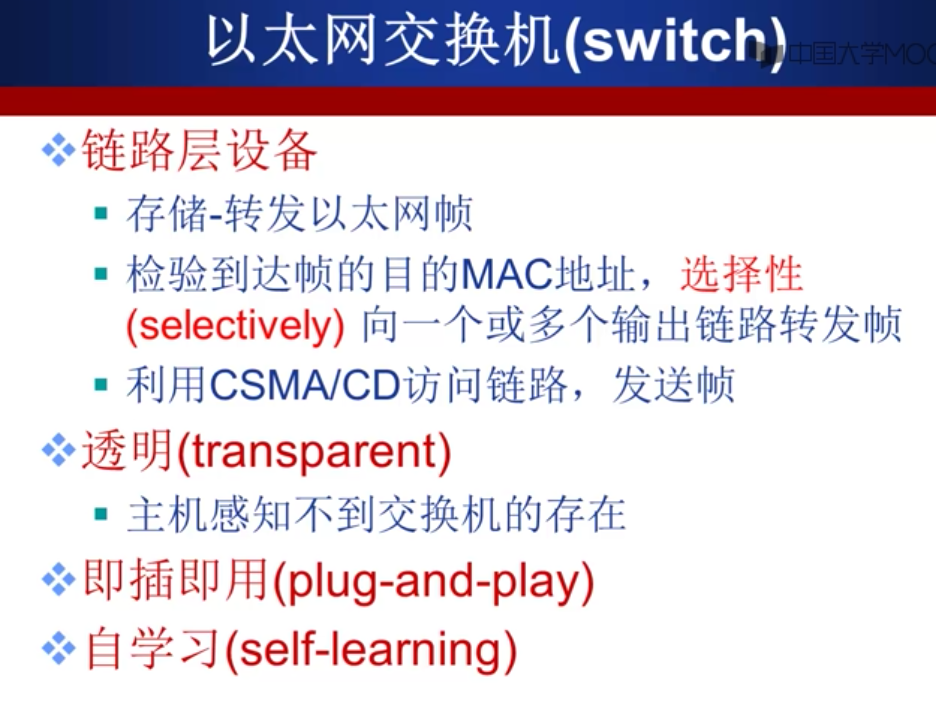 以太网交换机(switch)
中国大学MOO
链路层设备
存储-转发以太网帧
检验到达帧的目的MAC地址，选择性
(selectively) 向一个或多个输出链路转发帧
利用CSMA/CD访问链路，发送帧
透明(transparent)
主机感知不到交换机的存在
即插即用(plug-and-play)
自学习(self-learning)